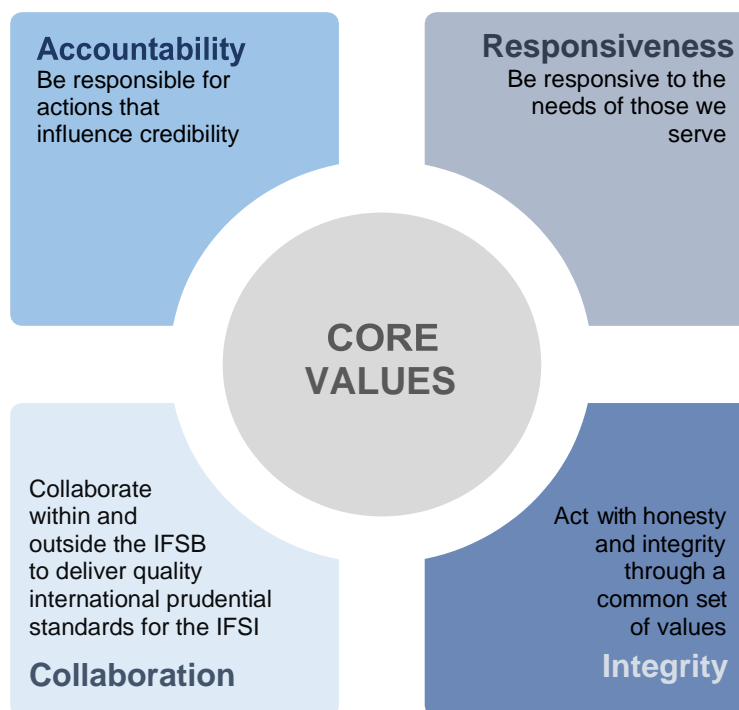 Accountability
Be responsible for
actions that
influence credibility
Responsiveness
Be responsive to the
needs of those we
serve
CORE
VALUES
Collaborate
within and
outside the IFSB
to deliver quality
international prudential
standards for the IFSI
Collaboration
Act with honesty
and integrity
through a
common set
of values
Integrity